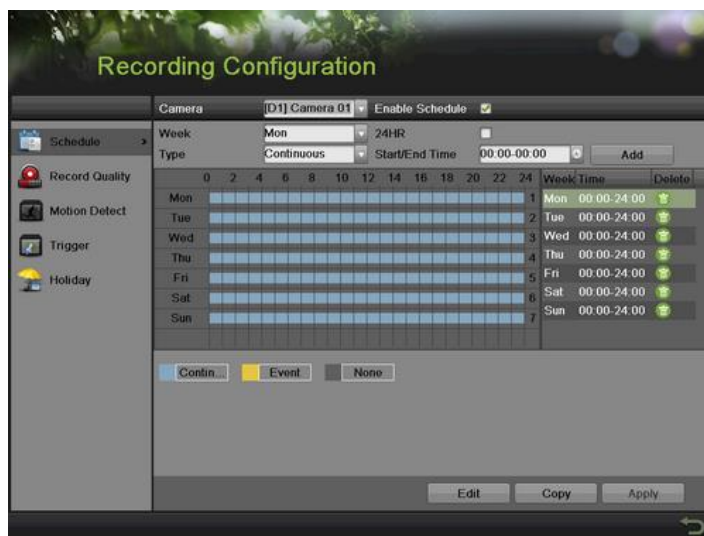 Recording Configuration
Camera [D1] Camera 01 Enable Schedule
Schedule Week Mon 24HR
Type Continuous Start/End Time 00:00-00:00 Add
Record Quality 0 2 4 6 8 10 12 14 16 18 20 22 24 Week Time Delete
Mon 1 Mon 00:00-24:00
Motion Detect Tue 2 Tue 00:00-24:00
Wed 3 Wed 00:00-24:00
Trigger Thu 4 Thu 00:00-24:00
Holiday Fri 5 Fri 00:00-24:00
Sat 6 Sat 00:00-24:00
Sun 7 Sun 00:00-24:00
Contin... Event None
Edit Copy Apply